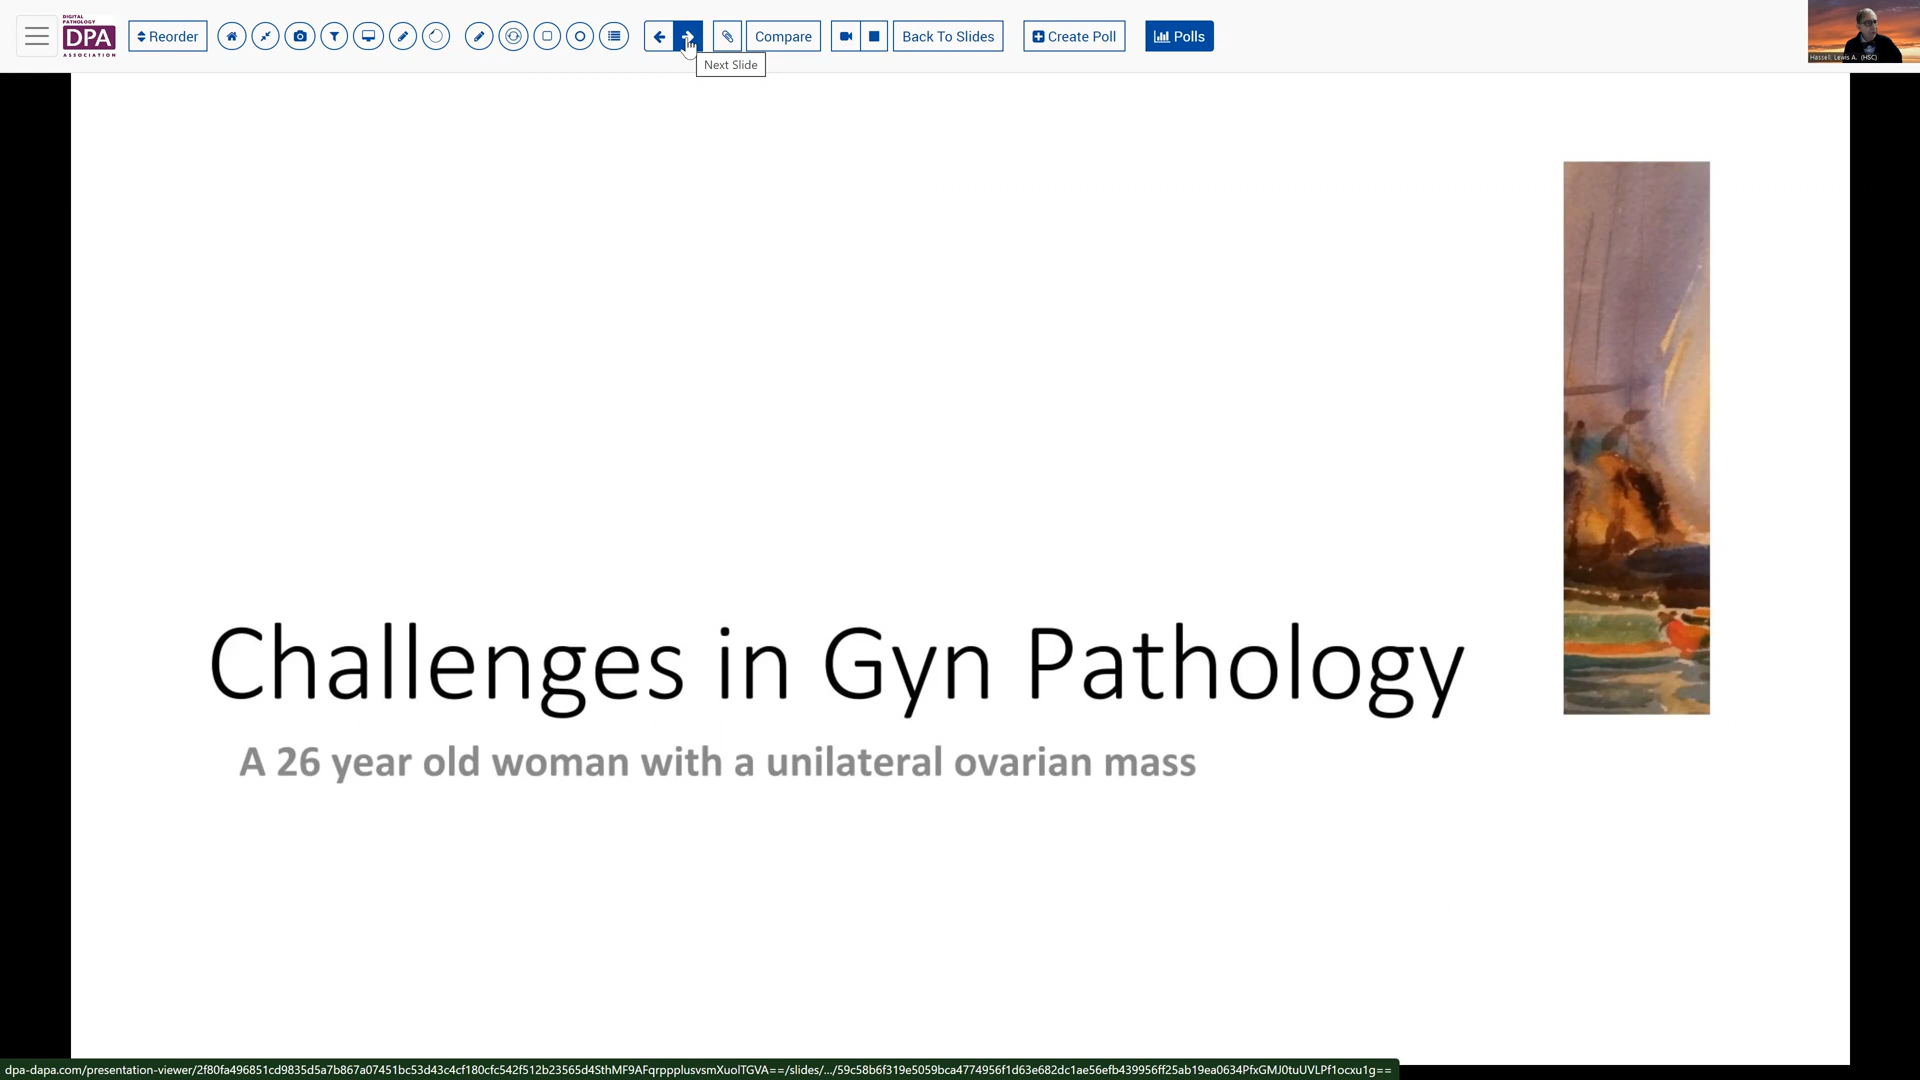 DIGITAL
PATHOLOGY
DPA
ASSOCIATION
Reorder
Compare
Back To Slides
Create Poll
Polls
Next Slide
Hassell, Lewis A. (HSC)
Challenges in Gyn Pathology
A 26 year old woman with a unilateral ovarian mass
dpa-dapa.com/presentation-viewer/2f80fa496851cd9835d5a7b867a07451bc53d43c4cf180cfc542f512b23565d4SthMF9AFqrppplusvsmXuolTGVA==/slides/.../59c58b6f319e5059bca4774956f1d63e682dc1ae56efb439956ff25ab19ea0634PfxGMJ0tuUVLPf1ocxu1g==